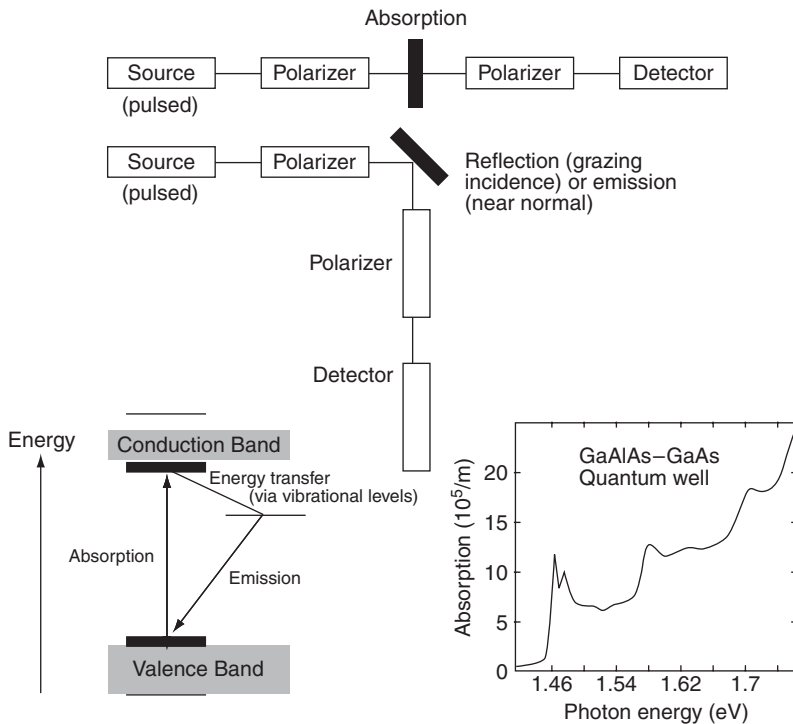 Absorption
Source
Polarizer
Polarizer
Detector
(pulsed)
Source
Polarizer
(pulsed)
Reflection (grazing
incidence) or emission
(near normal)
Polarizer
Detector
Energy
Conduction Band
Energy transfer
(via vibrational levels)
Absorption
Emission
Valence Band
GaAlAs–GaAs
Quantum well
Absorption (10⁵/m)
20
15
10
5
0
1.46 1.54 1.62 1.7
Photon energy (eV)